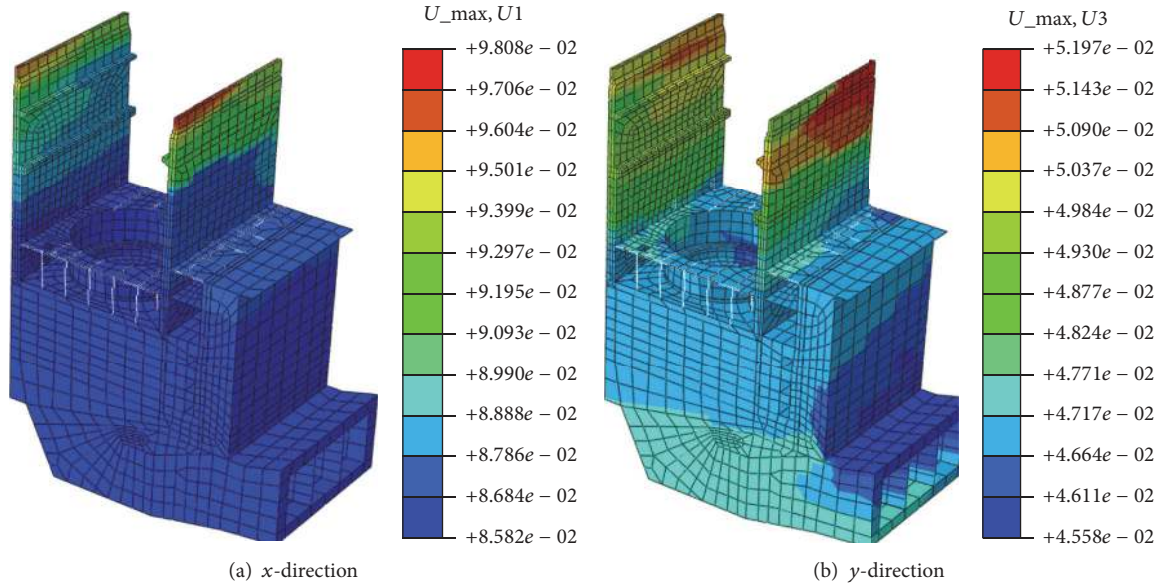 U_max, U1
+9.808e − 02
+9.706e − 02
+9.604e − 02
+9.501e − 02
+9.399e − 02
+9.297e − 02
+9.195e − 02
+9.093e − 02
+8.990e − 02
+8.888e − 02
+8.786e − 02
+8.684e − 02
+8.582e − 02
(a) x-direction
U_max, U3
+5.197e − 02
+5.143e − 02
+5.090e − 02
+5.037e − 02
+4.984e − 02
+4.930e − 02
+4.877e − 02
+4.824e − 02
+4.771e − 02
+4.717e − 02
+4.664e − 02
+4.611e − 02
+4.558e − 02
(b) y-direction